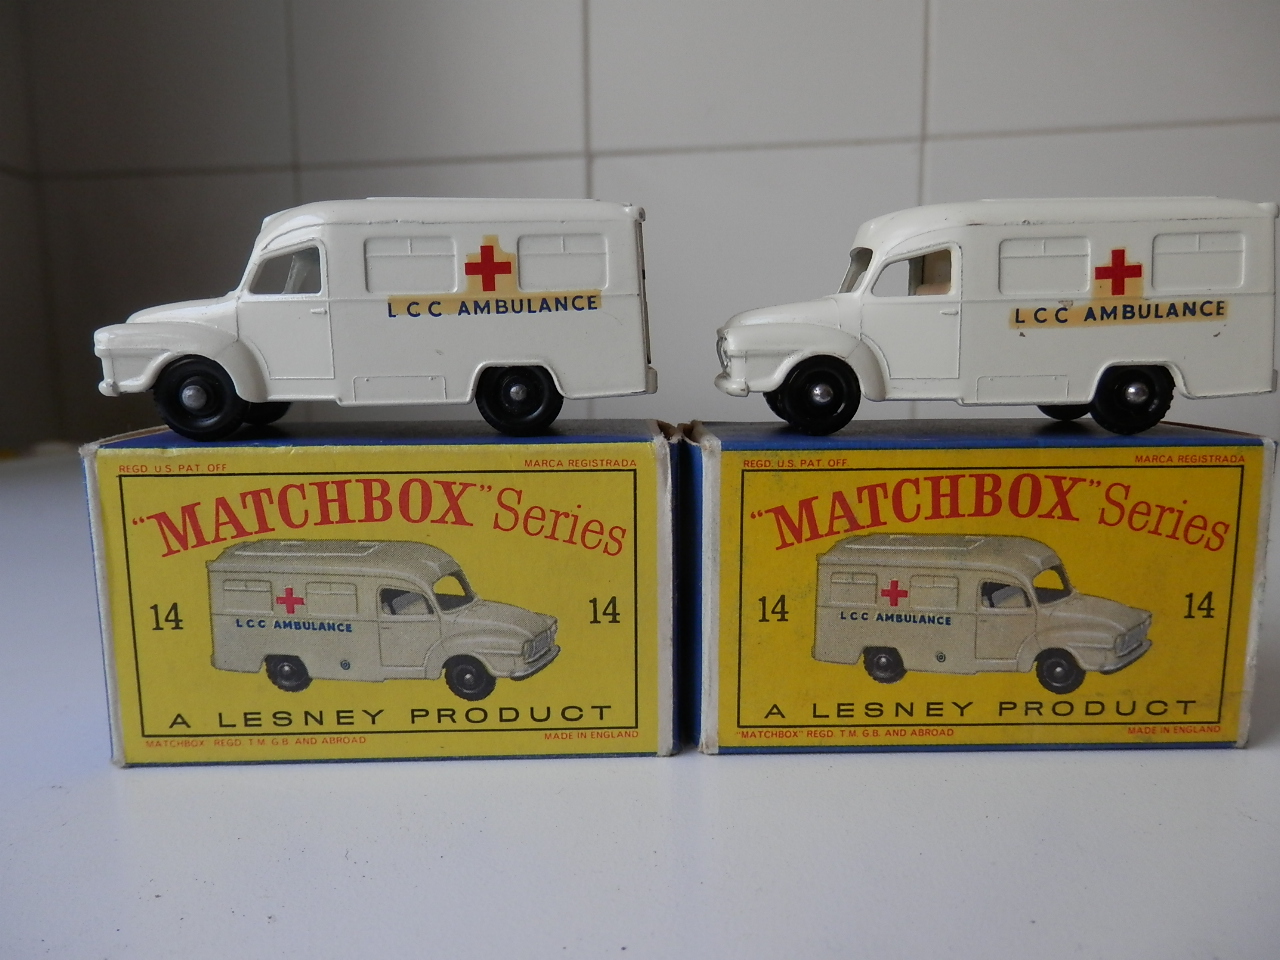 LCC AMBULANCE
LCC AMBULANCE
REGD. U.S. PAT. OFF.
MARCA REGISTRADA
"MATCHBOX" Series
14
14
LCC AMBULANCE
A LESNEY PRODUCT
MATCHBOX REGD. T.M. G.B. AND ABROAD
MADE IN ENGLAND
REGD. U.S. PAT. OFF.
MARCA REGISTRADA
"MATCHBOX" Series
14
14
LCC AMBULANCE
A LESNEY PRODUCT
"MATCHBOX" REGD. T.M. G.B. AND ABROAD
MADE IN ENGLAND